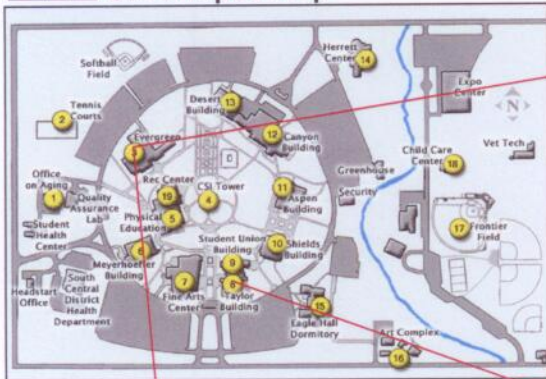 Softball
Field
2
Tennis
Courts
Herrett
Center
14
Expo
Center
N
Desert
Building
13
12
Canyon
Building
Evergreen
Vet Tech
Child Care
Center
18
Greenhouse
Security
Office
on Aging
1
Quality
Assurance
Lab
Rec Center
19
CSI Tower
4
11
Aspen
Building
Student
Health
Center
Physical
Education
5
17
Frontier
Field
Meyerhoeffer
Building
6
Student Union
Building
9
10
Shields
Building
Headstart
Office
South
Central
District
Health
Department
7
Fine Arts
Center
8
Taylor
Building
15
Eagle Hall
Dormitory
Art Complex
16